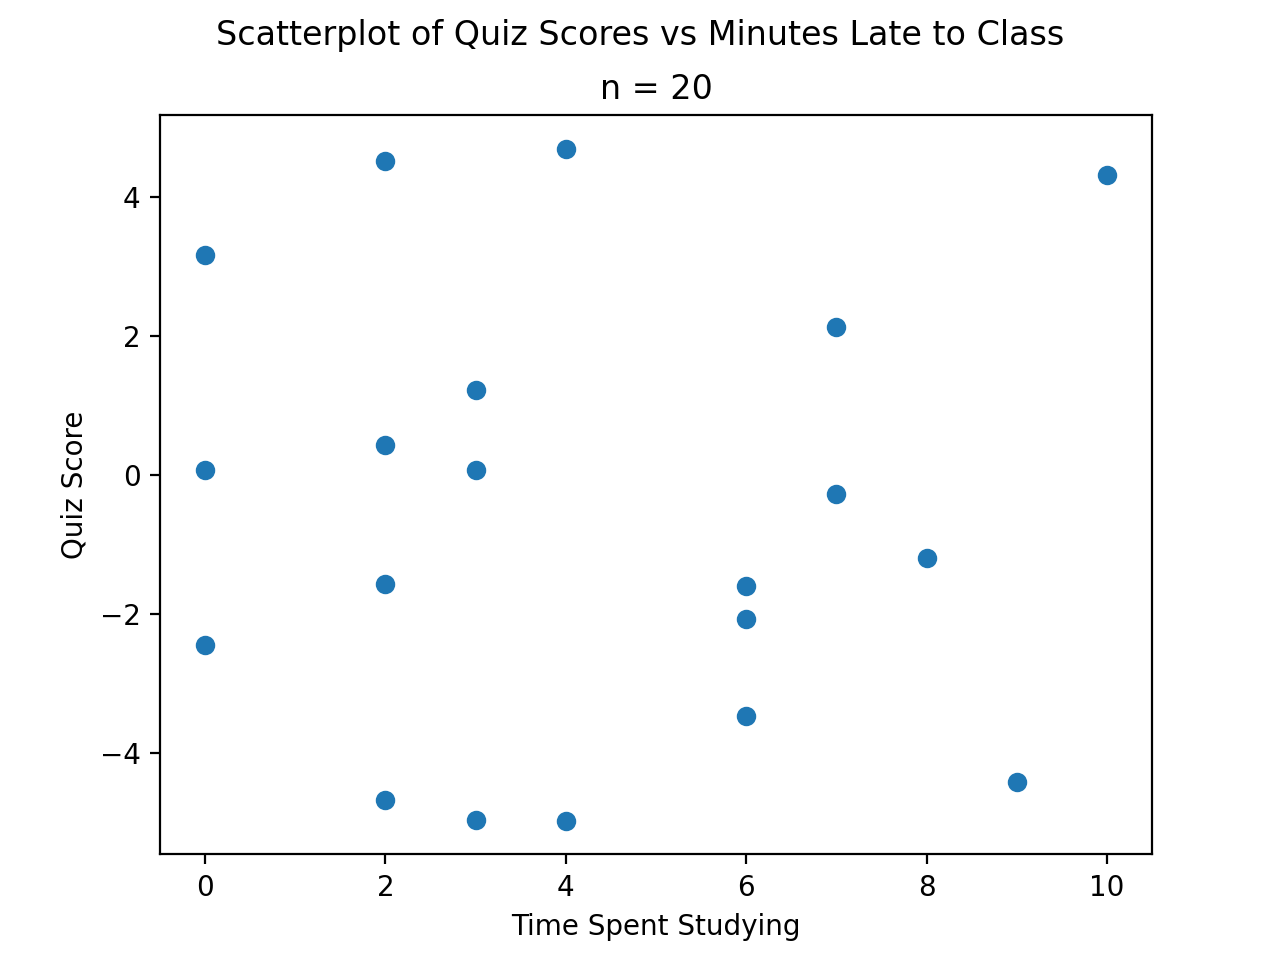 Scatterplot of Quiz Scores vs Minutes Late to Class
n = 20
4
2
0
−2
−4
Quiz Score
0 2 4 6 8 10
Time Spent Studying